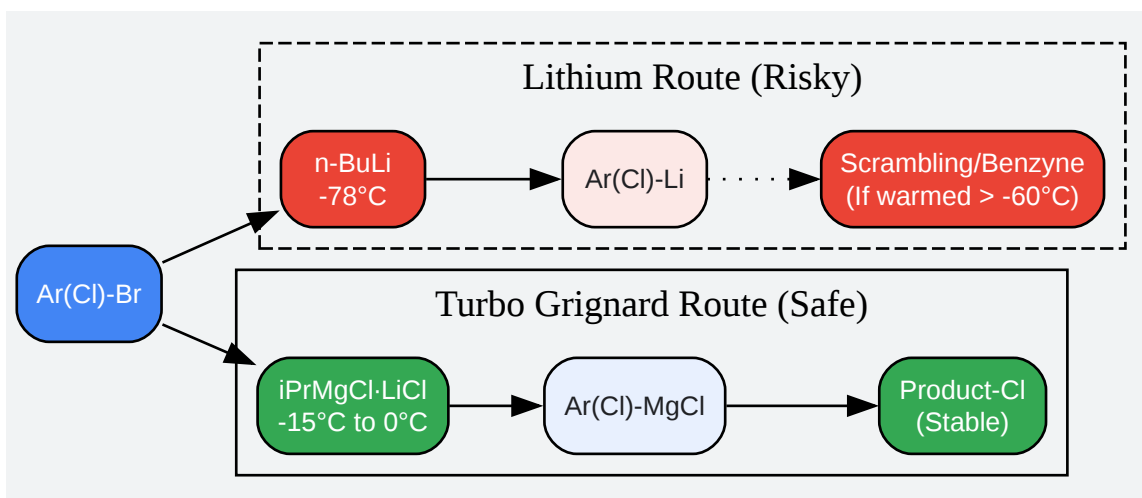 Lithium Route (Risky)
n-BuLi
-78°C
Ar(Cl)-Li
Scrambling/Benzyne
(If warmed > -60°C)
Ar(Cl)-Br
Turbo Grignard Route (Safe)
iPrMgCl·LiCl
-15°C to 0°C
Ar(Cl)-MgCl
Product-Cl
(Stable)